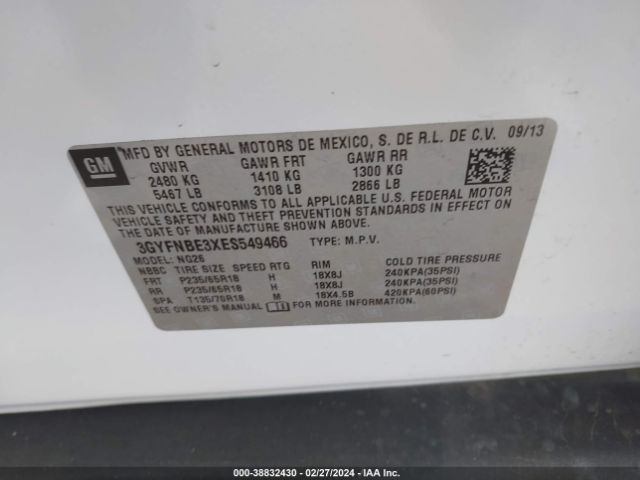 GM
MFD BY GENERAL MOTORS DE MEXICO, S. DE R.L. DE C.V. 09/13
GVWR GAWR FRT GAWR RR
2480 KG 1410 KG 1300 KG
5467 LB 3108 LB 2866 LB
THIS VEHICLE CONFORMS TO ALL APPLICABLE U.S. FEDERAL MOTOR
VEHICLE SAFETY AND THEFT PREVENTION STANDARDS IN EFFECT ON
THE DATE OF MANUFACTURE SHOWN ABOVE.
3GYFNBE3XES549466 TYPE: M.P.V.
MODEL: NG26
NBBC TIRE SIZE SPEED RTG RIM COLD TIRE PRESSURE
FRT P235/65R18 H 18X8J 240KPA(35PSI)
RR P235/65R18 H 18X8J 240KPA(35PSI)
SPA T135/70R18 M 18X4.5B 420KPA(60PSI)
SEE OWNER'S MANUAL FOR MORE INFORMATION.
000-38832430 - 02/27/2024 - IAA Inc.